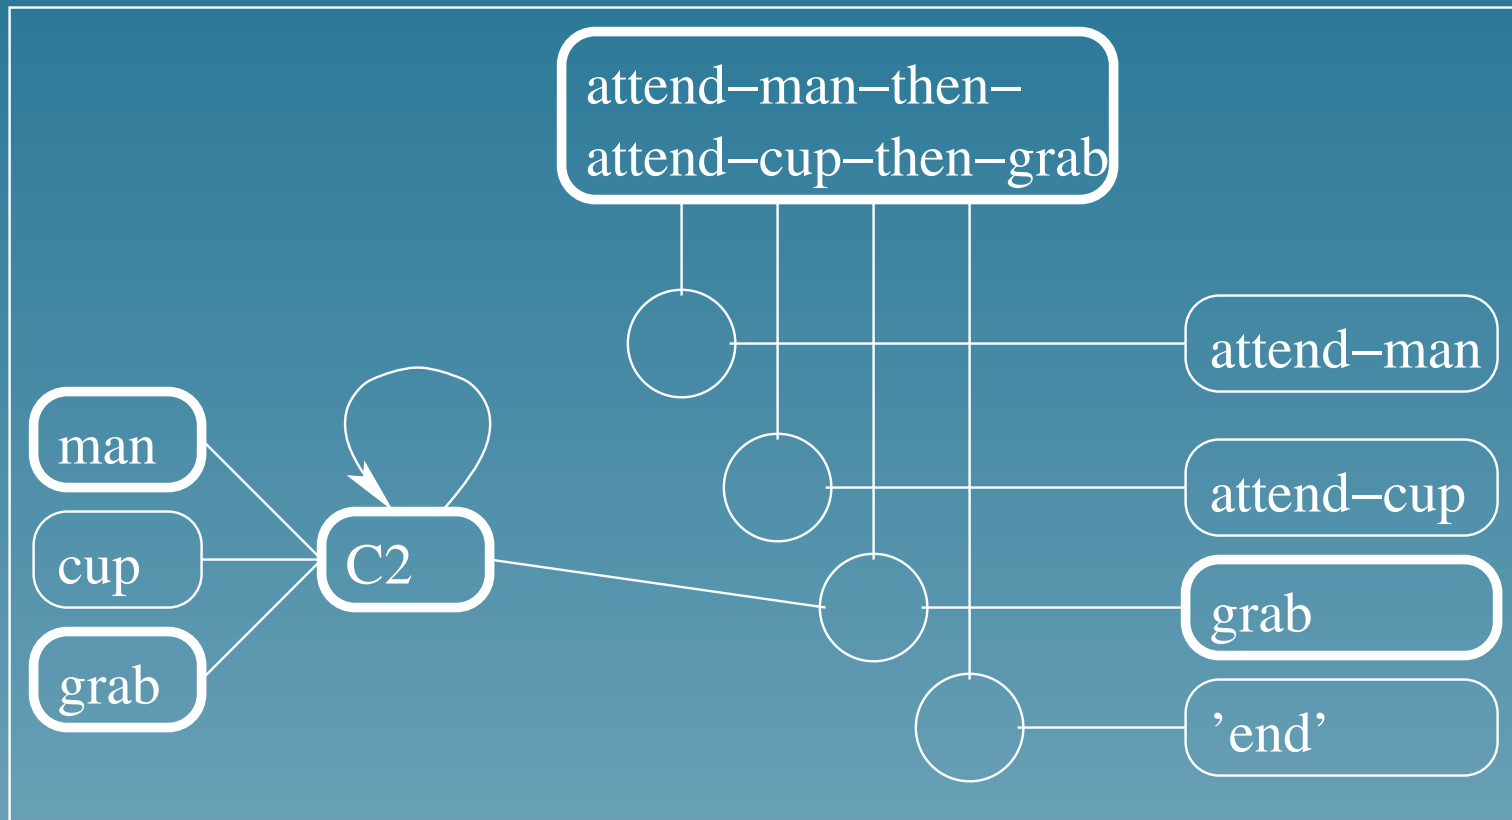 attend–man–then–
attend–cup–then–grab
attend–man
man
attend–cup
cup
C2
grab
grab
’end’